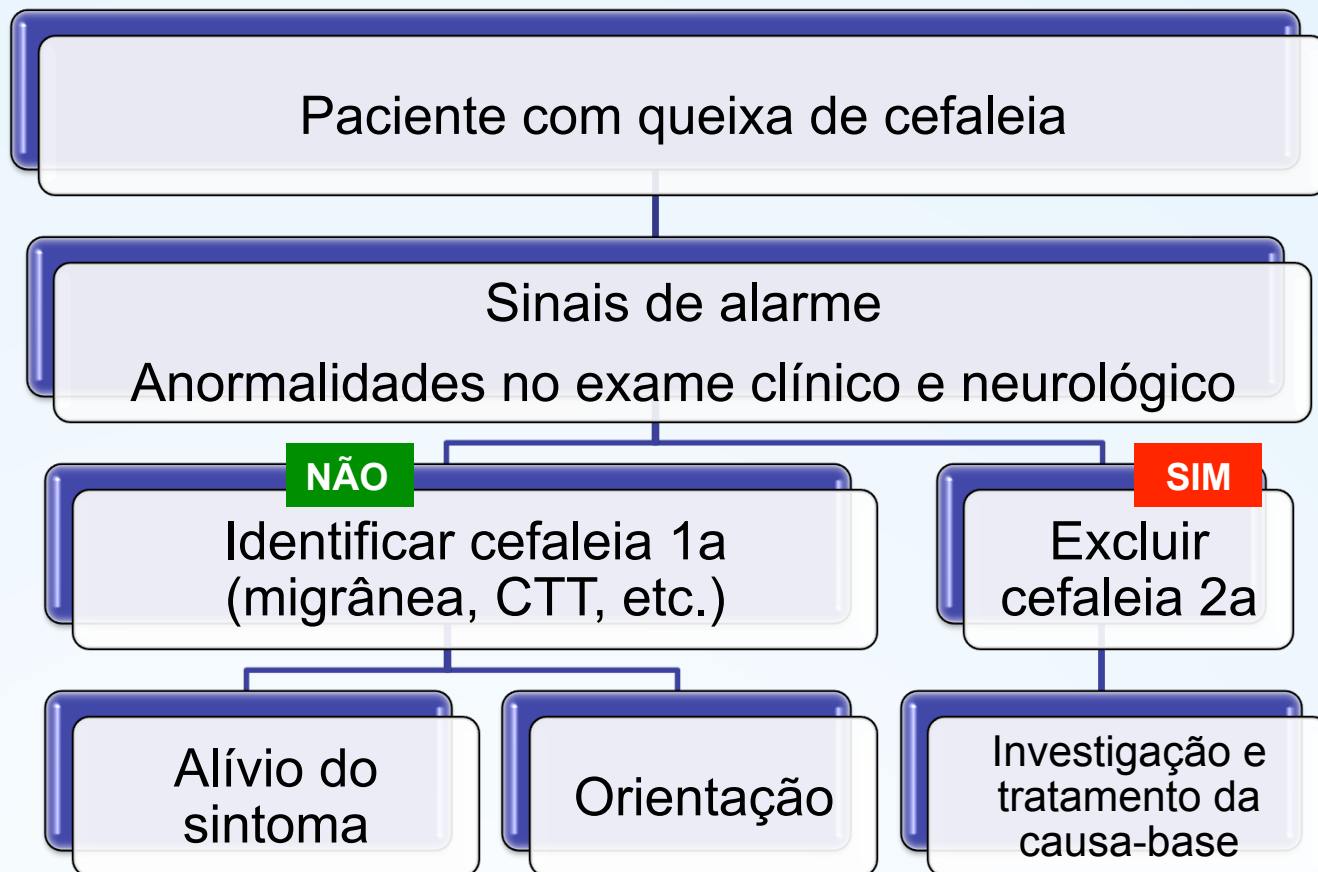 Paciente com queixa de cefaleia
Sinais de alarme
Anormalidades no exame clínico e neurológico
NÃO
SIM
Identificar cefaleia 1a
(migrânea, CTT, etc.)
Excluir
cefaleia 2a
Alívio do
sintoma
Orientação
Investigação e
tratamento da
causa-base